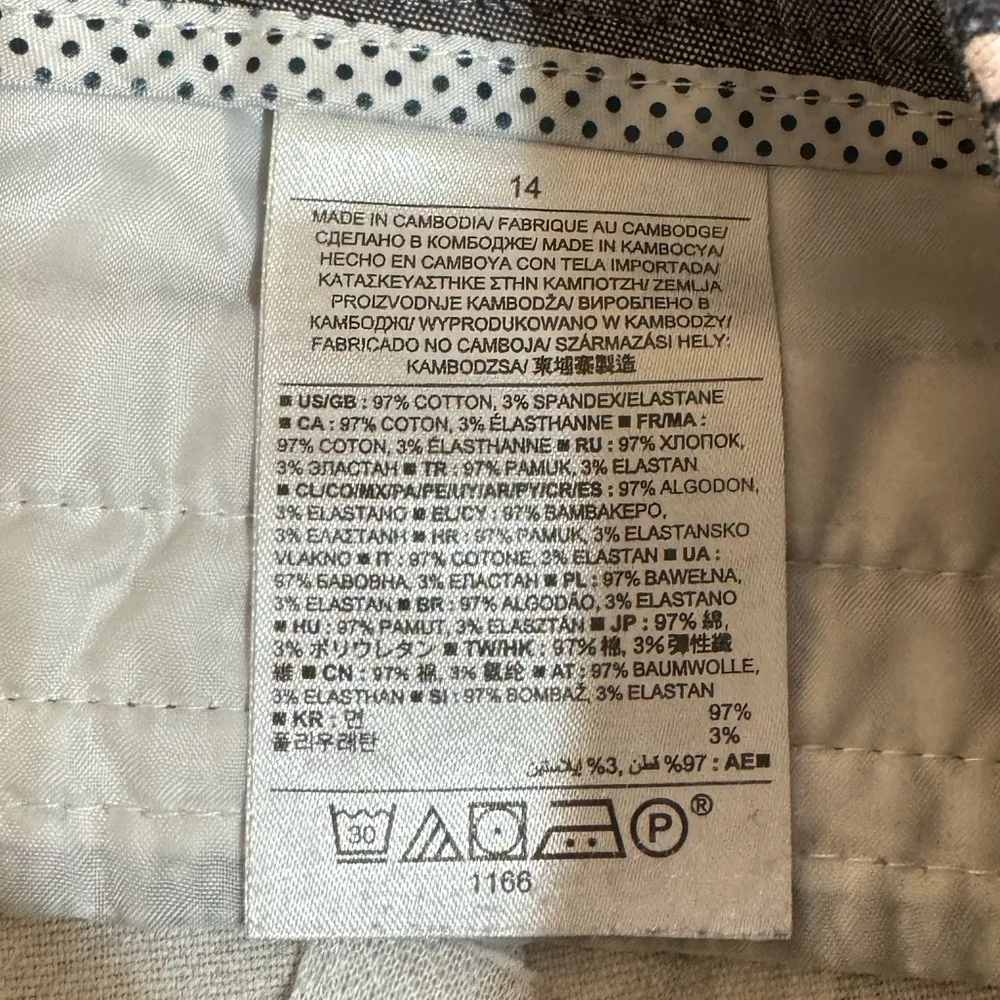 14
MADE IN CAMBODIA/ FABRIQUE AU CAMBODGE/
СДЕЛАНО В КОМБОДЖЕ/ MADE IN KAMBOCYA/
HECHO EN CAMBOYA CON TELA IMPORTADA/
ΚΑΤΑΣΚΕΥΑΣΤΗΚΕ ΣΤΗΝ ΚΑΜΠΟΤΖΗ/ ZEMLJA
PROIZVODNJE KAMBODŽA/ ВИРОБЛЕНО В
КАМБОДЖІ/ WYPRODUKOWANO W KAMBODŻY/
FABRICADO NO CAMBOJA/ SZÁRMAZÁSI HELY:
KAMBODZSA/ 柬埔寨製造
■ US/GB : 97% COTTON, 3% SPANDEX/ELASTANE
■ CA : 97% COTON, 3% ÉLASTHANNE ■ FR/MA :
97% COTON, 3% ÉLASTHANNE ■ RU : 97% ХЛОПОК,
3% ЭЛАСТАН ■ TR : 97% PAMUK, 3% ELASTAN
■ CL/CO/MX/PA/PE/UY/AR/PY/CR/ES : 97% ALGODON,
3% ELASTANO ■ EL/CY : 97% ΒΑΜΒΑΚΕΡΟ,
3% ΕΛΑΣΤΑΝΗ ■ HR : 97% PAMUK, 3% ELASTANSKO
VLAKNO ■ IT : 97% COTONE, 3% ELASTAN ■ UA :
97% БАВОВНА, 3% ЕЛАСТАН ■ PL : 97% BAWEŁNA,
3% ELASTAN ■ BR : 97% ALGODÃO, 3% ELASTANO
■ HU : 97% PAMUT, 3% ELASZTÁN ■ JP : 97% 綿,
3% ポリウレタン ■ TW/HK : 97% 棉, 3% 彈性纖
維 ■ CN : 97% 棉, 3% 氨纶 ■ AT : 97% BAUMWOLLE,
3% ELASTHAN ■ SI : 97% BOMBAŽ, 3% ELASTAN
■ KR : 면 97%
폴리우레탄 3%
■AE : 97% قطن, 3% إيلاستين
30 P ®
1166